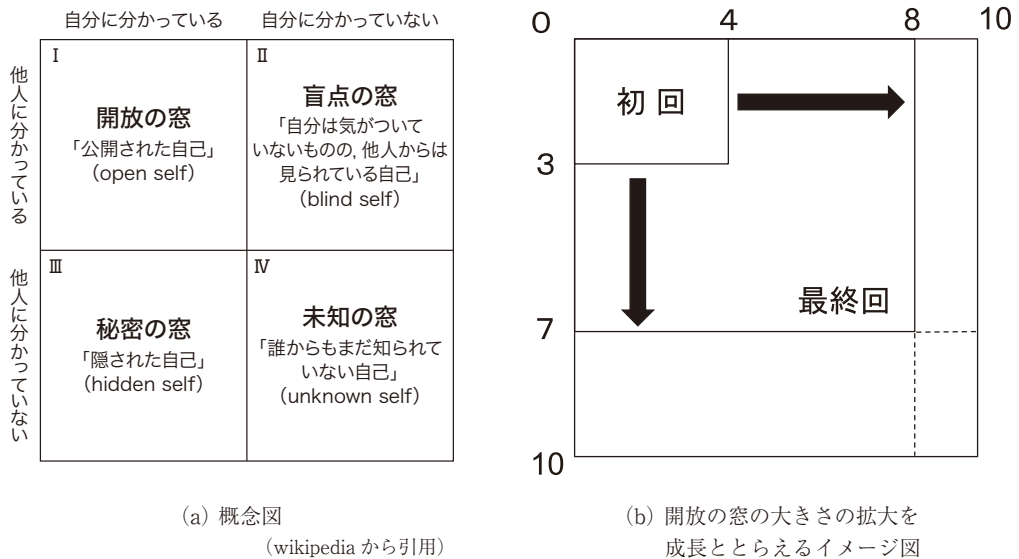 自分に分かっている
自分に分かっていない
他人に分かっている
他人に分かっていない
Ⅰ
開放の窓
「公開された自己」
(open self)
Ⅱ
盲点の窓
「自分は気がついて
いないものの, 他人からは
見られている自己」
(blind self)
Ⅲ
秘密の窓
「隠された自己」
(hidden self)
Ⅳ
未知の窓
「誰からもまだ知られて
いない自己」
(unknown self)
(a) 概念図
(wikipedia から引用)
0
4
8
10
初 回
3
最終回
7
10
(b) 開放の窓の大きさの拡大を
成長ととらえるイメージ図